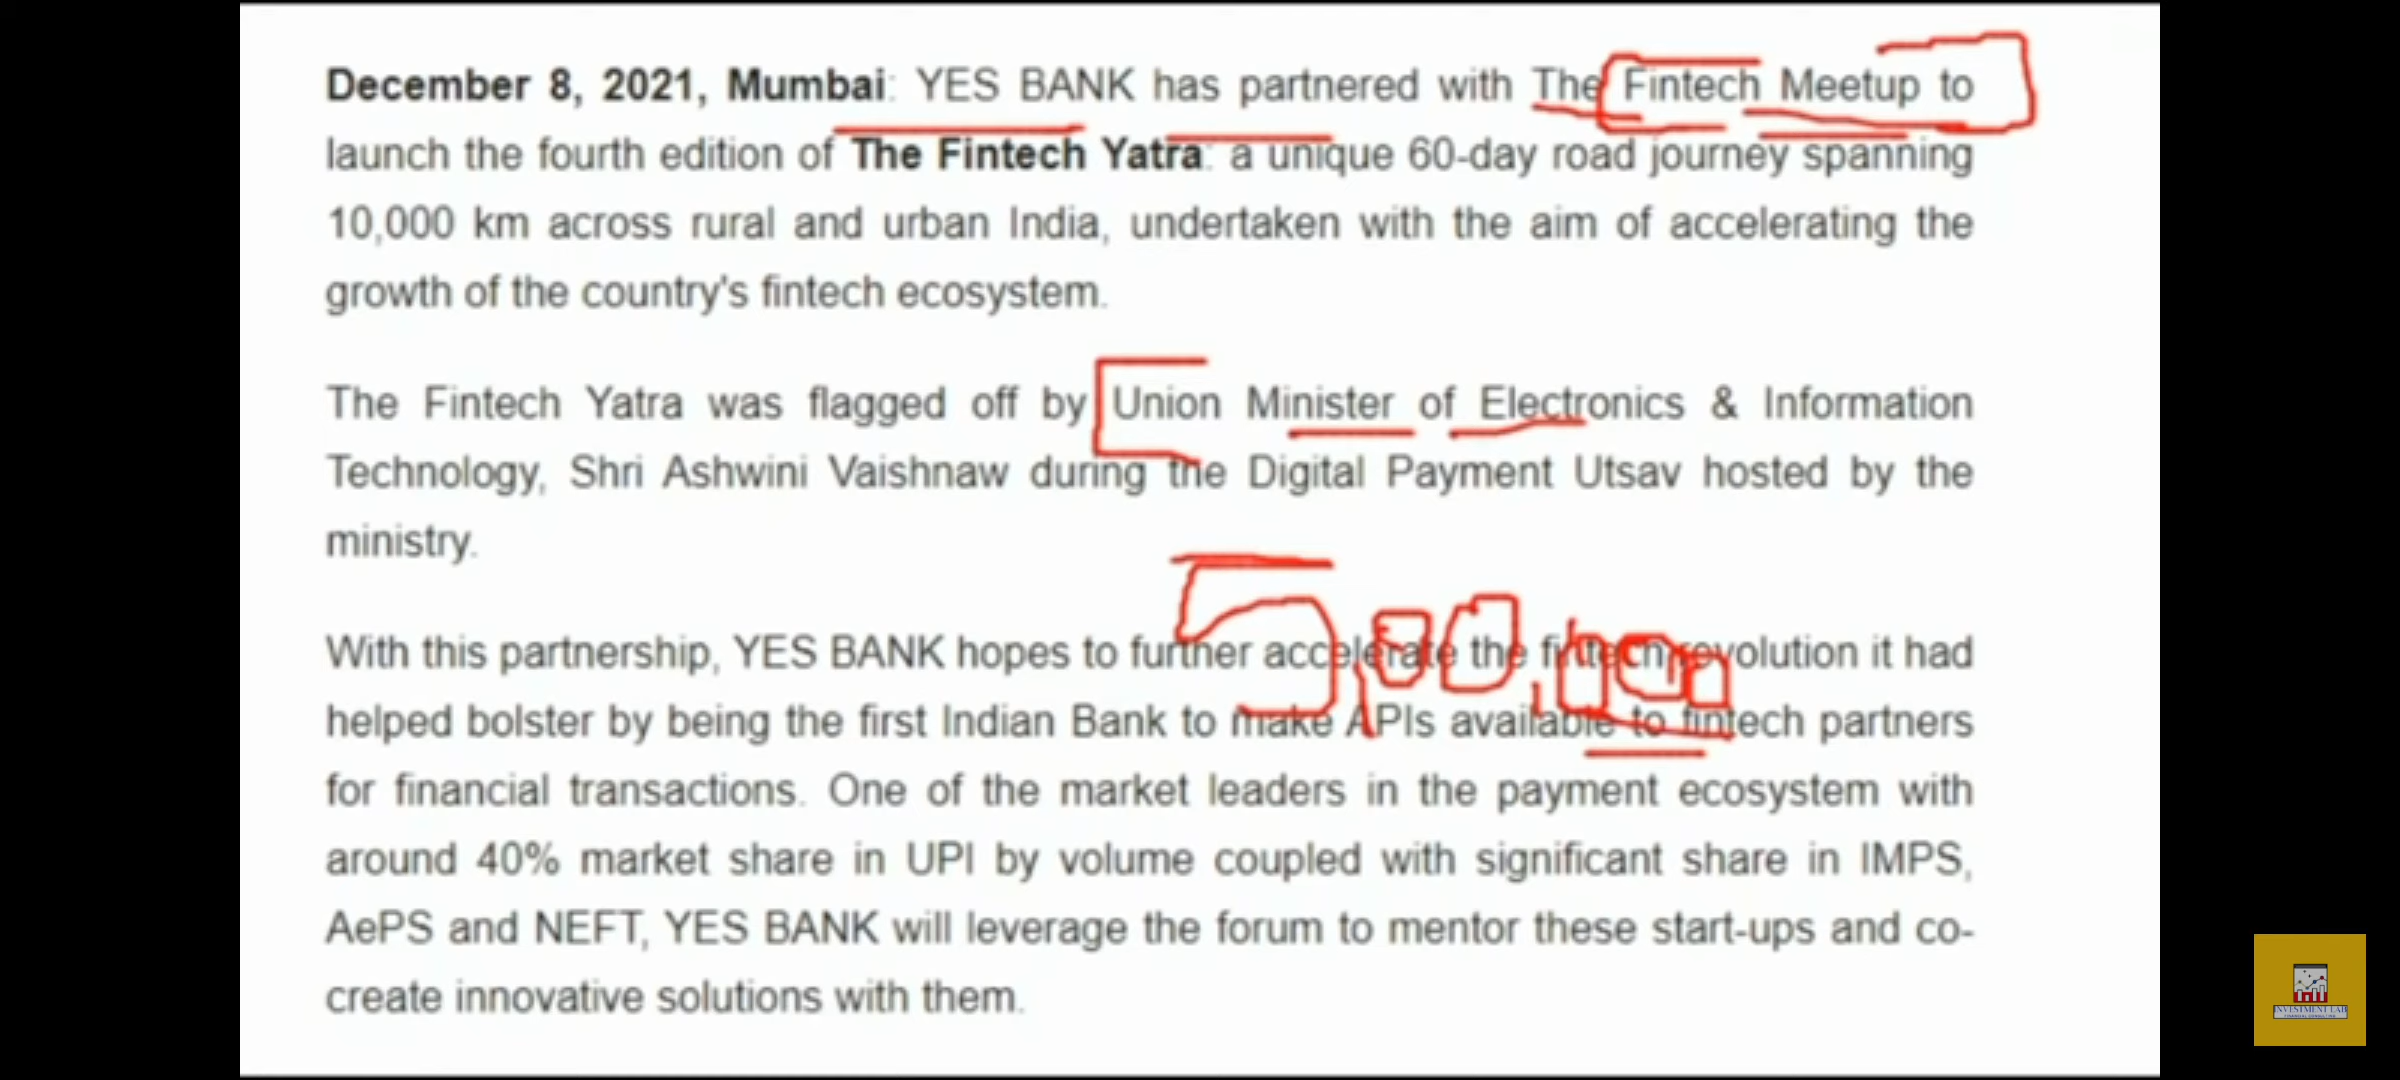 December 8, 2021, Mumbai: YES BANK has partnered with The Fintech Meetup to
launch the fourth edition of The Fintech Yatra: a unique 60-day road journey spanning
10,000 km across rural and urban India, undertaken with the aim of accelerating the
growth of the country's fintech ecosystem.
The Fintech Yatra was flagged off by Union Minister of Electronics & Information
Technology, Shri Ashwini Vaishnaw during the Digital Payment Utsav hosted by the
ministry.
With this partnership, YES BANK hopes to further accelerate the fintech revolution it had
helped bolster by being the first Indian Bank to make APIs available to fintech partners
for financial transactions. One of the market leaders in the payment ecosystem with
around 40% market share in UPI by volume coupled with significant share in IMPS,
AePS and NEFT, YES BANK will leverage the forum to mentor these start-ups and co-
create innovative solutions with them.
INVESTMENT LAB